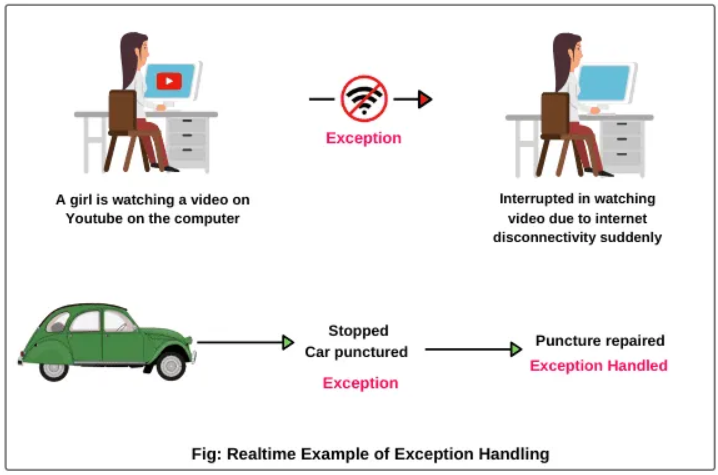 Exception
A girl is watching a video on
Youtube on the computer
Interrupted in watching
video due to internet
disconnectivity suddenly
Stopped
Car punctured
Exception
Puncture repaired
Exception Handled
Fig: Realtime Example of Exception Handling